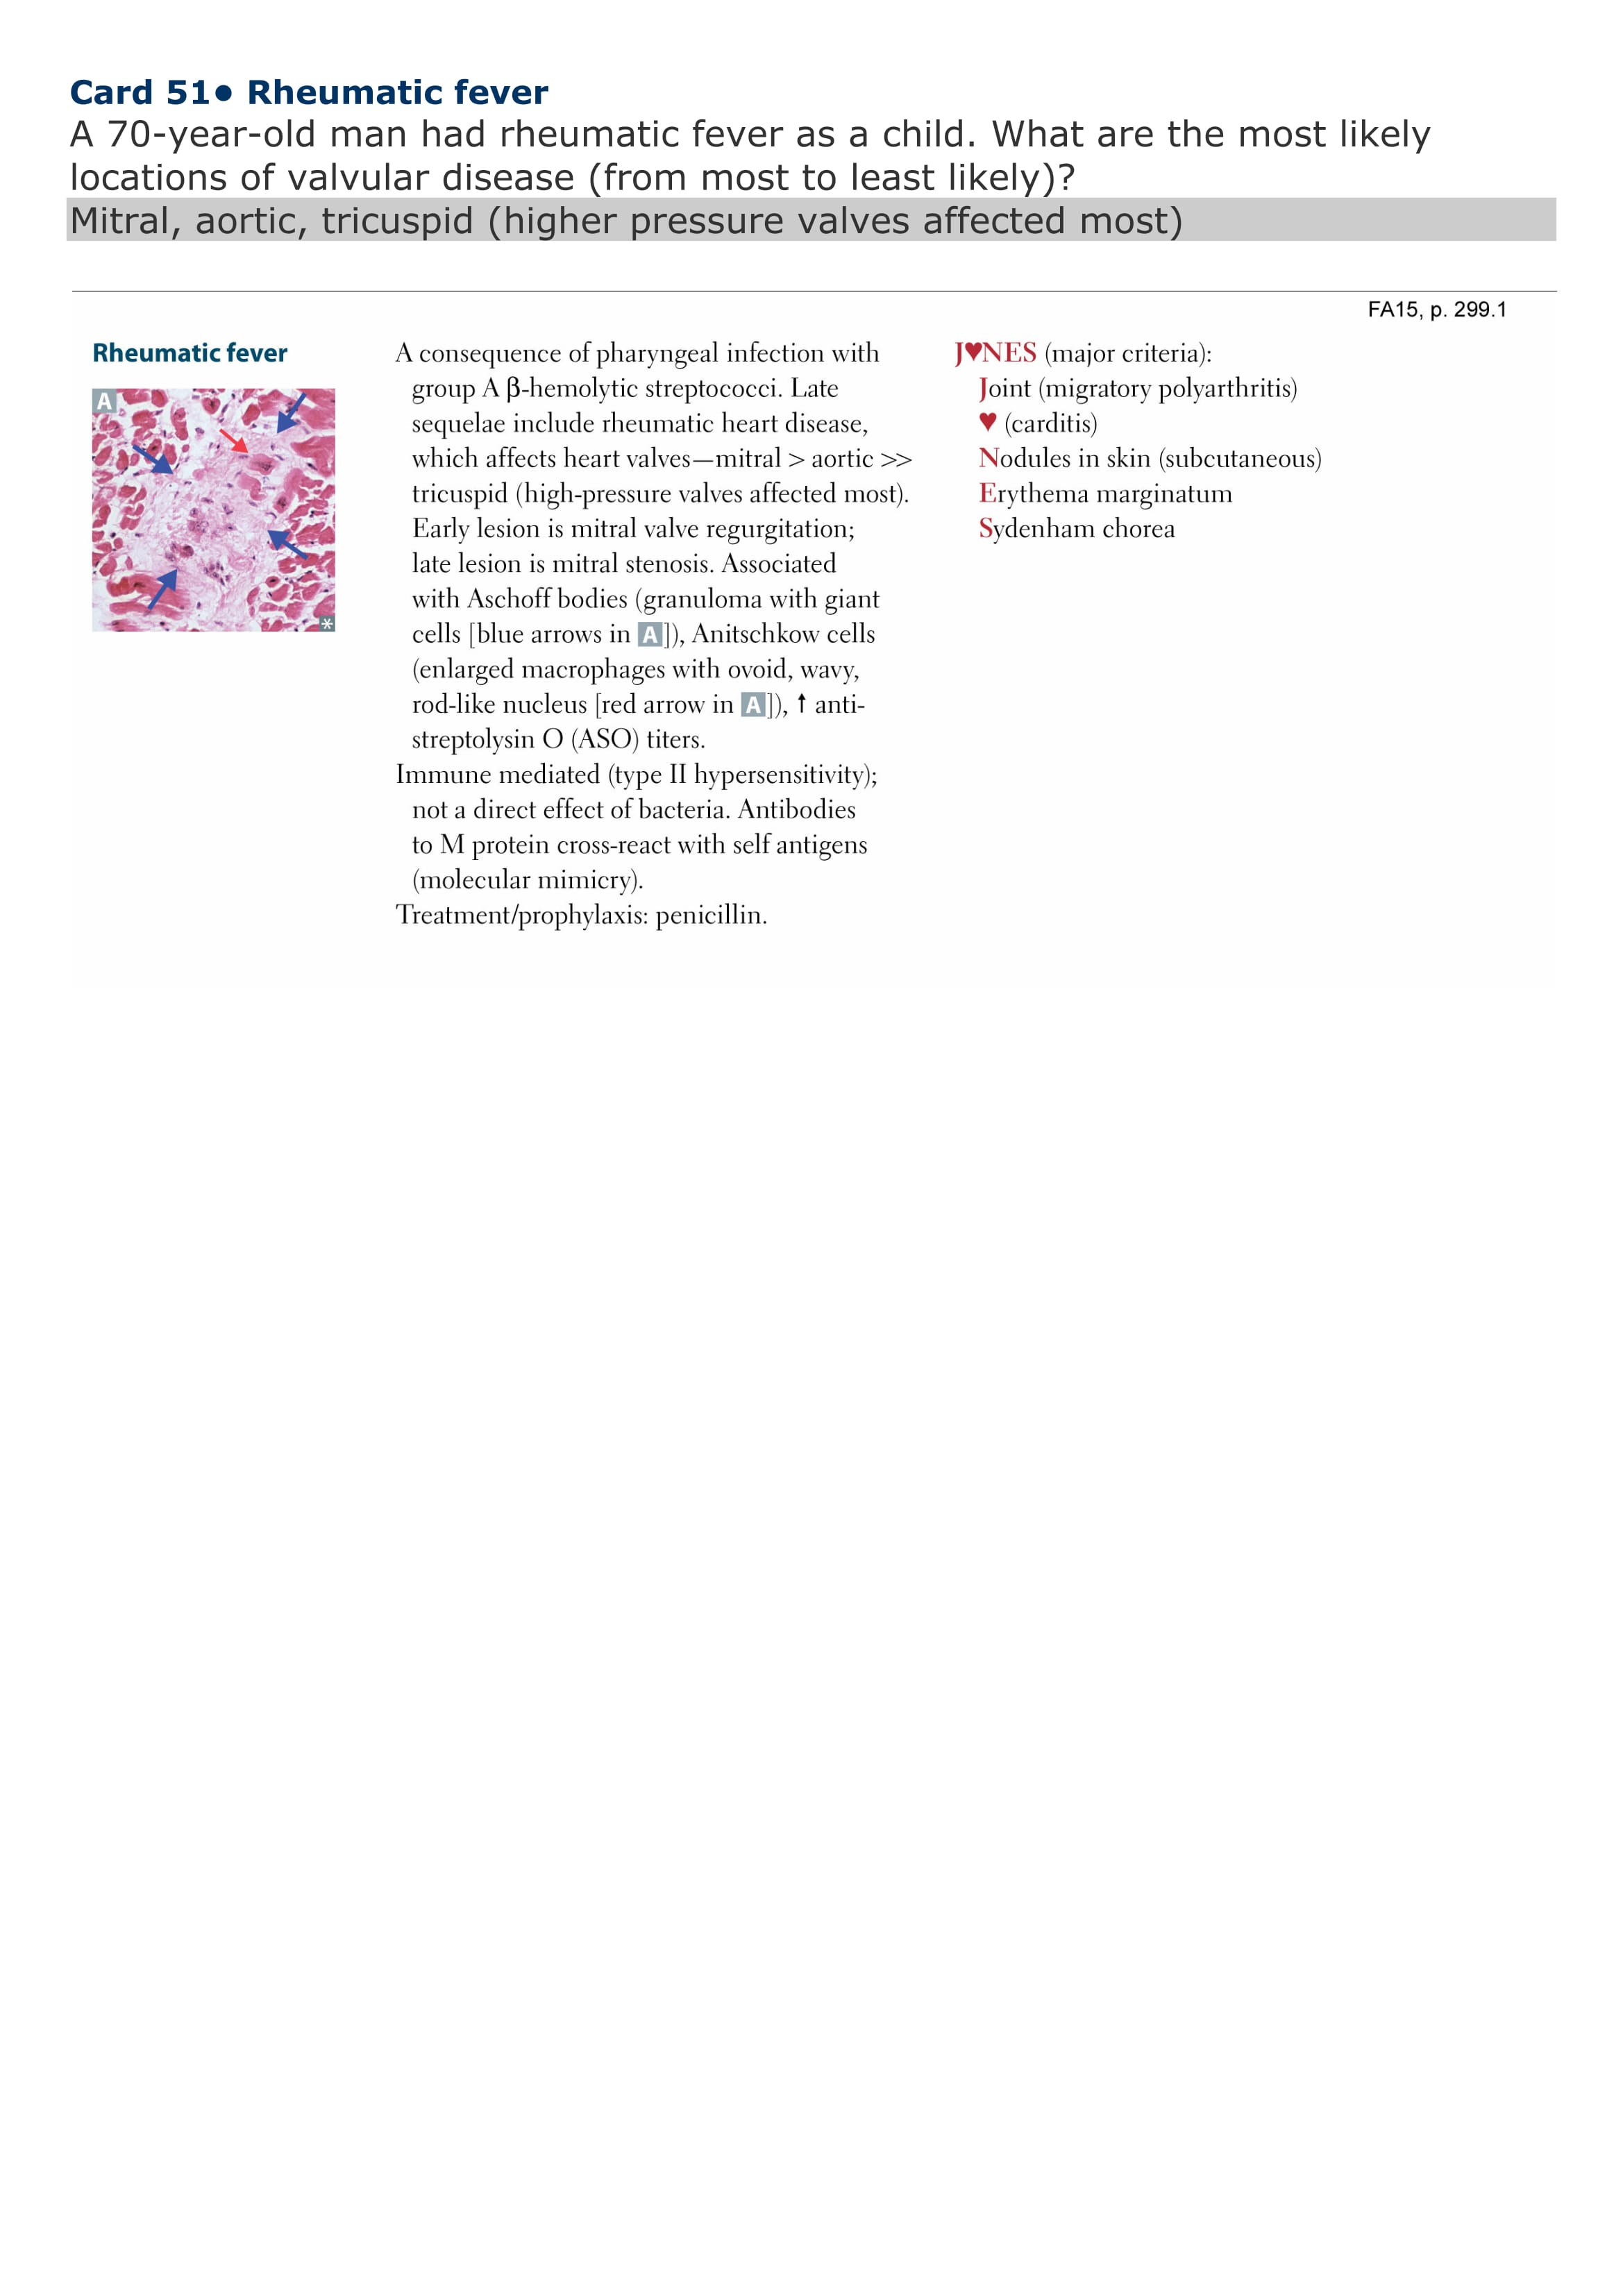 Card 51● Rheumatic fever
A 70-year-old man had rheumatic fever as a child. What are the most likely
locations of valvular disease (from most to least likely)?
Mitral, aortic, tricuspid (higher pressure valves affected most)
FA15, p. 299.1
Rheumatic fever
A
*
A consequence of pharyngeal infection with
group A β-hemolytic streptococci. Late
sequelae include rheumatic heart disease,
which affects heart valves—mitral > aortic >>
tricuspid (high-pressure valves affected most).
Early lesion is mitral valve regurgitation;
late lesion is mitral stenosis. Associated
with Aschoff bodies (granuloma with giant
cells [blue arrows in A]), Anitschkow cells
(enlarged macrophages with ovoid, wavy,
rod-like nucleus [red arrow in A]), ↑ anti-
streptolysin O (ASO) titers.
Immune mediated (type II hypersensitivity);
not a direct effect of bacteria. Antibodies
to M protein cross-react with self antigens
(molecular mimicry).
Treatment/prophylaxis: penicillin.
J♥NES (major criteria):
Joint (migratory polyarthritis)
♥ (carditis)
Nodules in skin (subcutaneous)
Erythema marginatum
Sydenham chorea